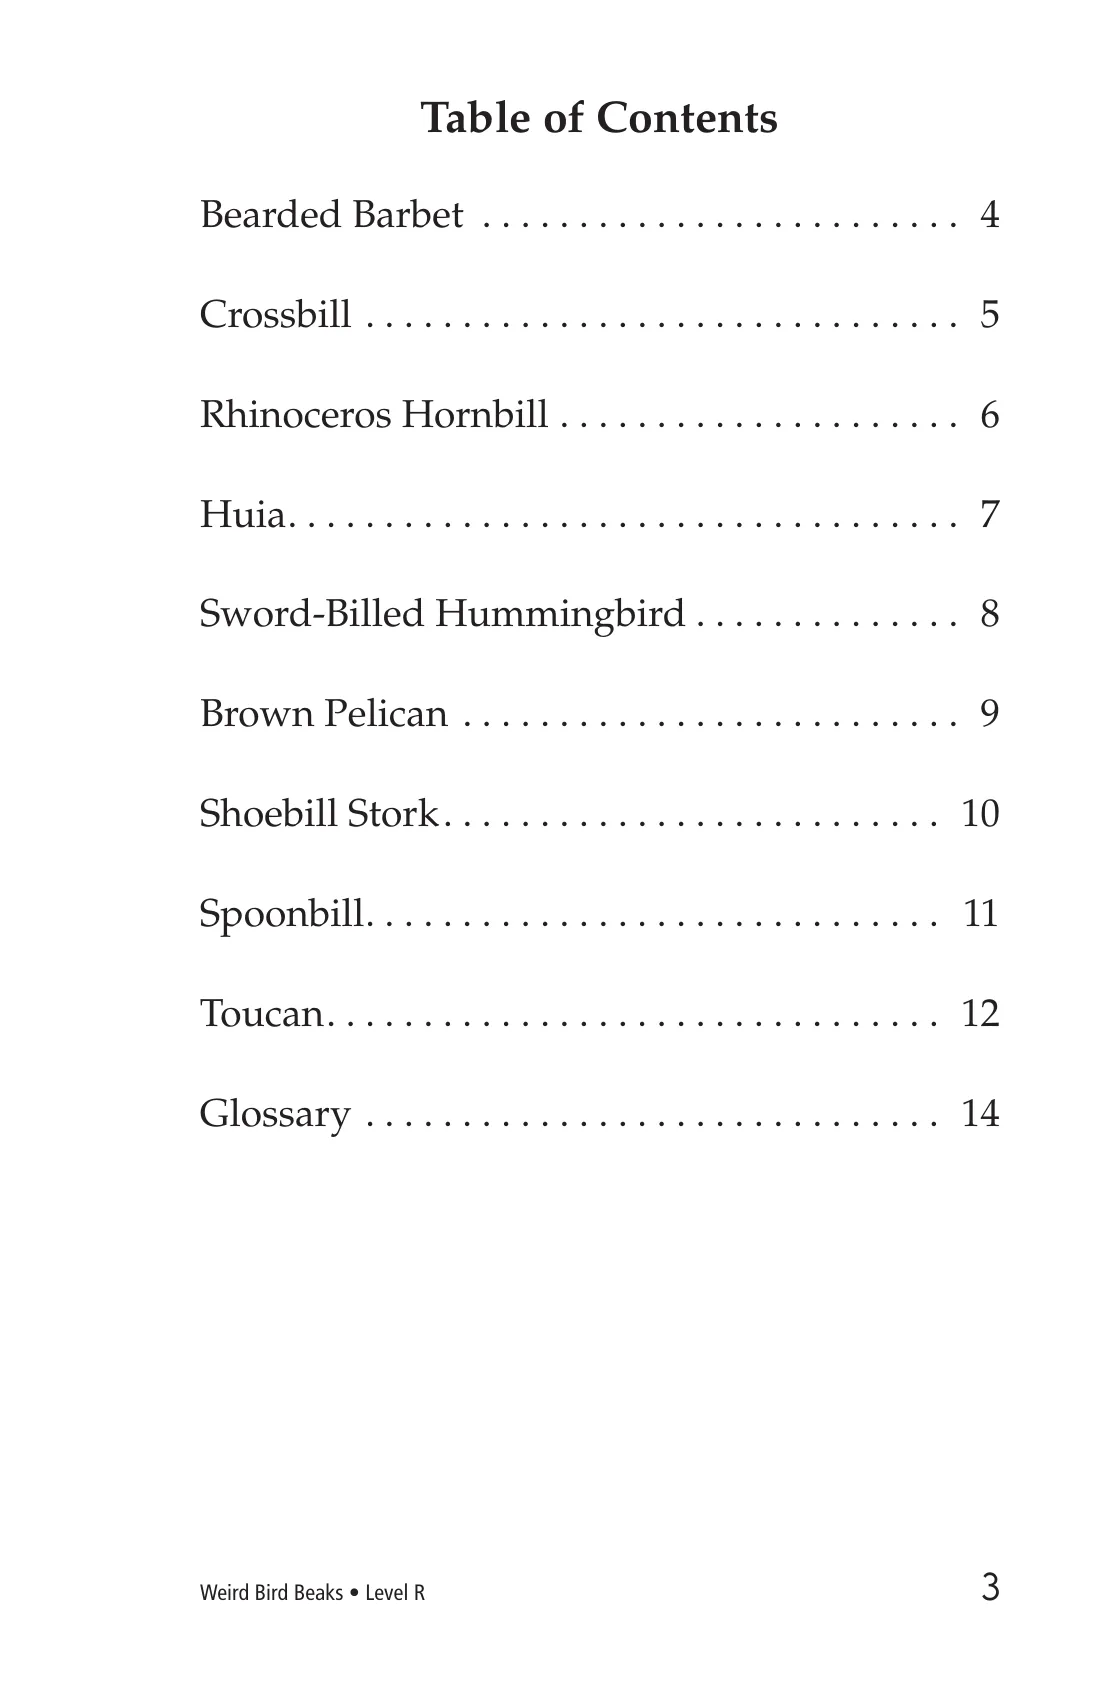 Table of Contents
Bearded Barbet . . . . . . . . . . . . . . . . . . . . . . . . . 4
Crossbill . . . . . . . . . . . . . . . . . . . . . . . . . . . . . . . 5
Rhinoceros Hornbill . . . . . . . . . . . . . . . . . . . . . 6
Huia. . . . . . . . . . . . . . . . . . . . . . . . . . . . . . . . . . . 7
Sword-Billed Hummingbird . . . . . . . . . . . . . . 8
Brown Pelican . . . . . . . . . . . . . . . . . . . . . . . . . . 9
Shoebill Stork. . . . . . . . . . . . . . . . . . . . . . . . . . 10
Spoonbill. . . . . . . . . . . . . . . . . . . . . . . . . . . . . . 11
Toucan. . . . . . . . . . . . . . . . . . . . . . . . . . . . . . . . 12
Glossary . . . . . . . . . . . . . . . . . . . . . . . . . . . . . . 14
Weird Bird Beaks • Level R 3